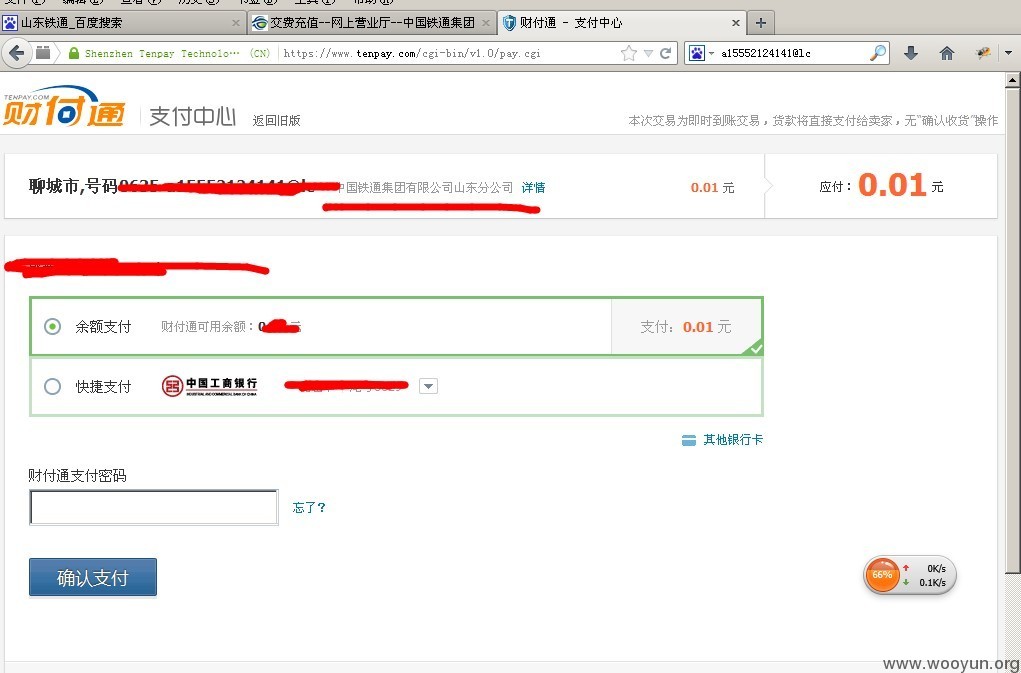 山东铁通_百度搜索
交费充值--网上营业厅--中国铁通集团
财付通 - 支付中心
Shenzhen Tenpay Technolo... (CN)
https://www.tenpay.com/cgi-bin/v1.0/pay.cgi
a15552124141@lc
TENPAY.COM
财付通
支付中心
返回旧版
本次交易为即时到账交易，货款将直接支付给卖家，无“确认收货”操作
聊城市,号码
中国铁通集团有限公司山东分公司
详情
0.01 元
应付：0.01 元
余额支付
财付通可用余额：
支付：0.01 元
快捷支付
中国工商银行
INDUSTRIAL AND COMMERCIAL BANK OF CHINA
其他银行卡
财付通支付密码
忘了?
确认支付
66%
0K/s
0.1K/s
www.wooyun.org